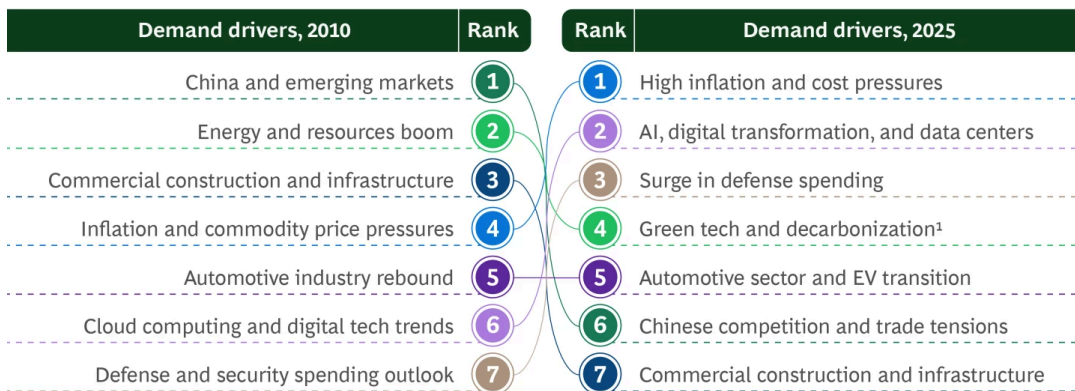 Demand drivers, 2010 Rank Rank Demand drivers, 2025
China and emerging markets 1 1 High inflation and cost pressures
Energy and resources boom 2 2 AI, digital transformation, and data centers
Commercial construction and infrastructure 3 3 Surge in defense spending
Inflation and commodity price pressures 4 4 Green tech and decarbonization¹
Automotive industry rebound 5 5 Automotive sector and EV transition
Cloud computing and digital tech trends 6 6 Chinese competition and trade tensions
Defense and security spending outlook 7 7 Commercial construction and infrastructure